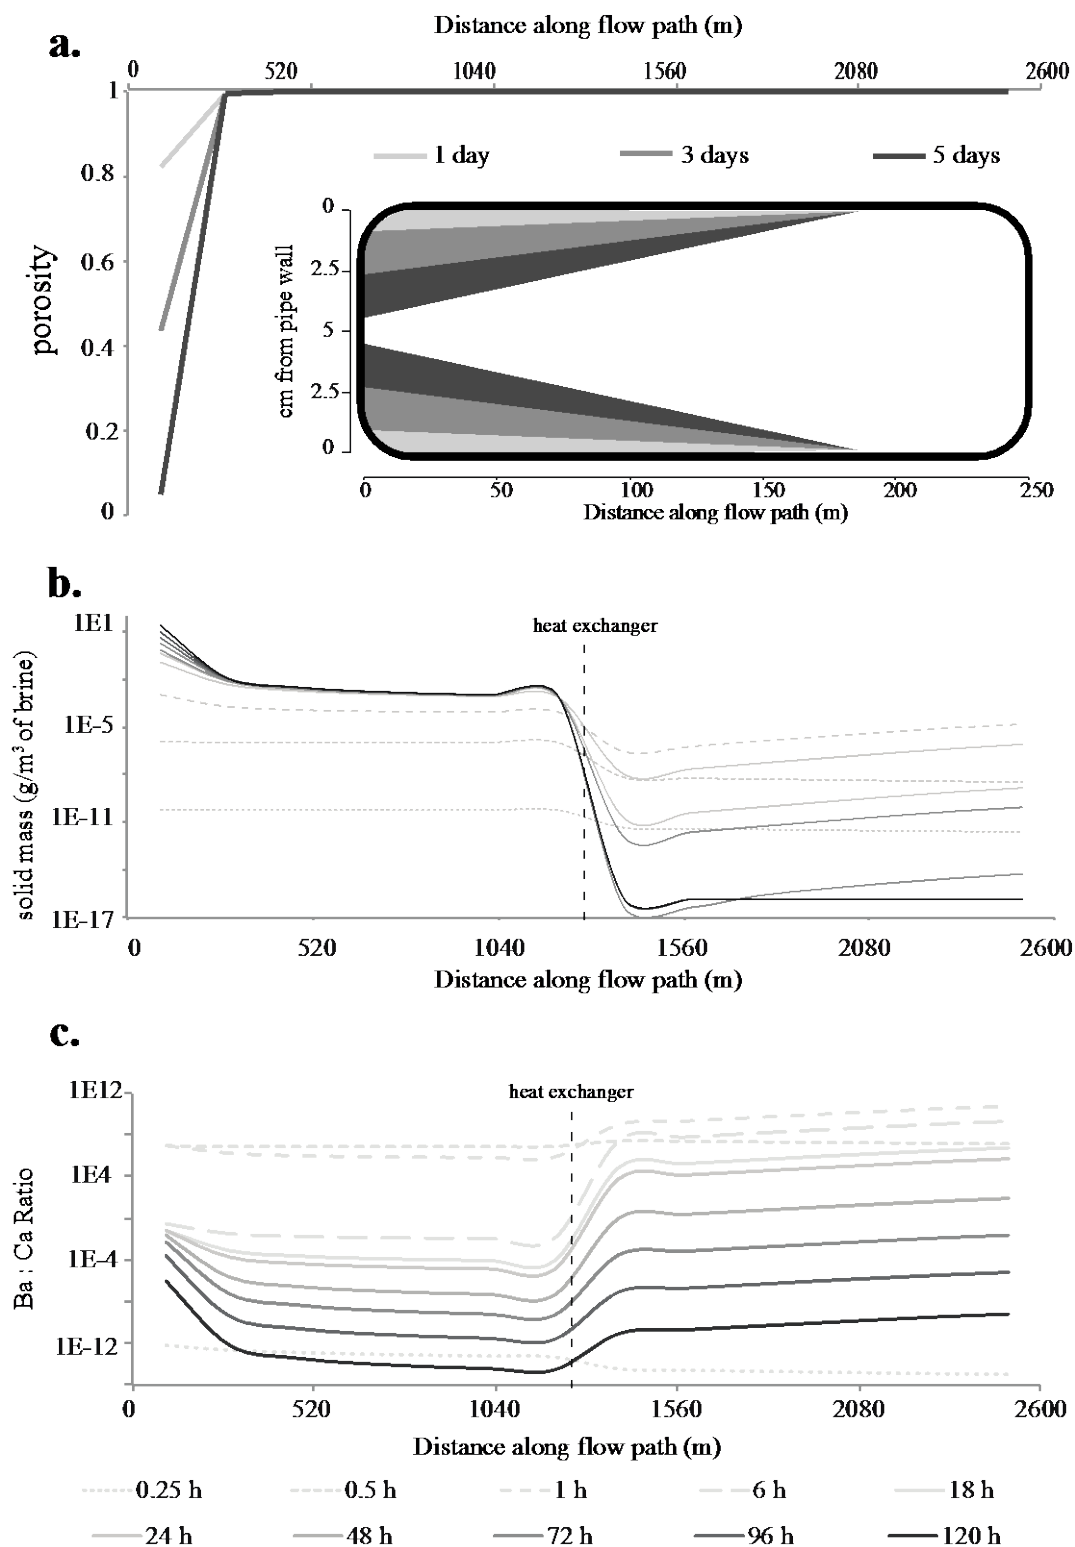 a.
Distance along flow path (m)
0 520 1040 1560 2080 2600
1
0.8
0.6
0.4
0.2
0
porosity
1 day 3 days 5 days
0
2.5
5
2.5
0
cm from pipe wall
0 50 100 150 200 250
Distance along flow path (m)
b.
heat exchanger
1E1
1E-5
1E-11
1E-17
solid mass (g/m³ of brine)
0 520 1040 1560 2080 2600
Distance along flow path (m)
c.
heat exchanger
1E12
1E4
1E-4
1E-12
Ba : Ca Ratio
0 520 1040 1560 2080 2600
Distance along flow path (m)
0.25 h 0.5 h 1 h 6 h 18 h
24 h 48 h 72 h 96 h 120 h